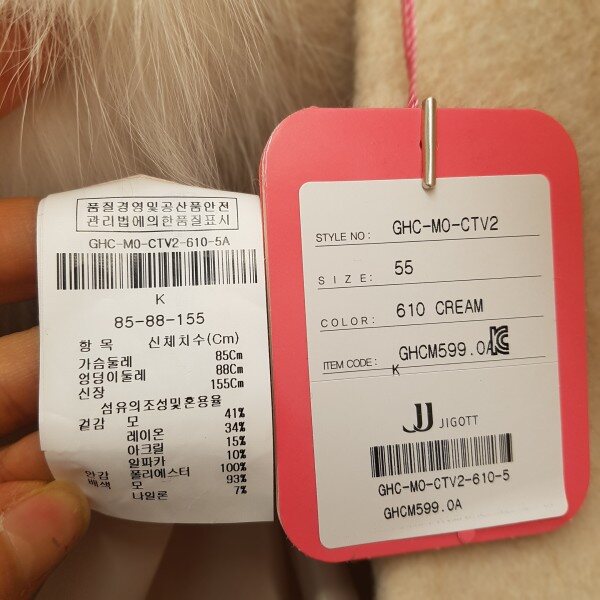 품질경영및공산품안전
관리법에의한품질표시
GHC-MO-CTV2-610-5A
K
85-88-155
항 목 신체치수(Cm)
가슴둘레 85Cm
엉덩이둘레 88Cm
신장 155Cm
섬유의조성및혼용율
겉감 모 41%
레이온 34%
아크릴 15%
알파카 10%
안감 폴리에스터 100%
배색 모 93%
나일론 7%
STYLE NO: GHC-MO-CTV2
SIZE: 55
COLOR: 610 CREAM
ITEM CODE: GHCM599.0A
K
JIGOTT
GHC-MO-CTV2-610-5
GHCM599.0A